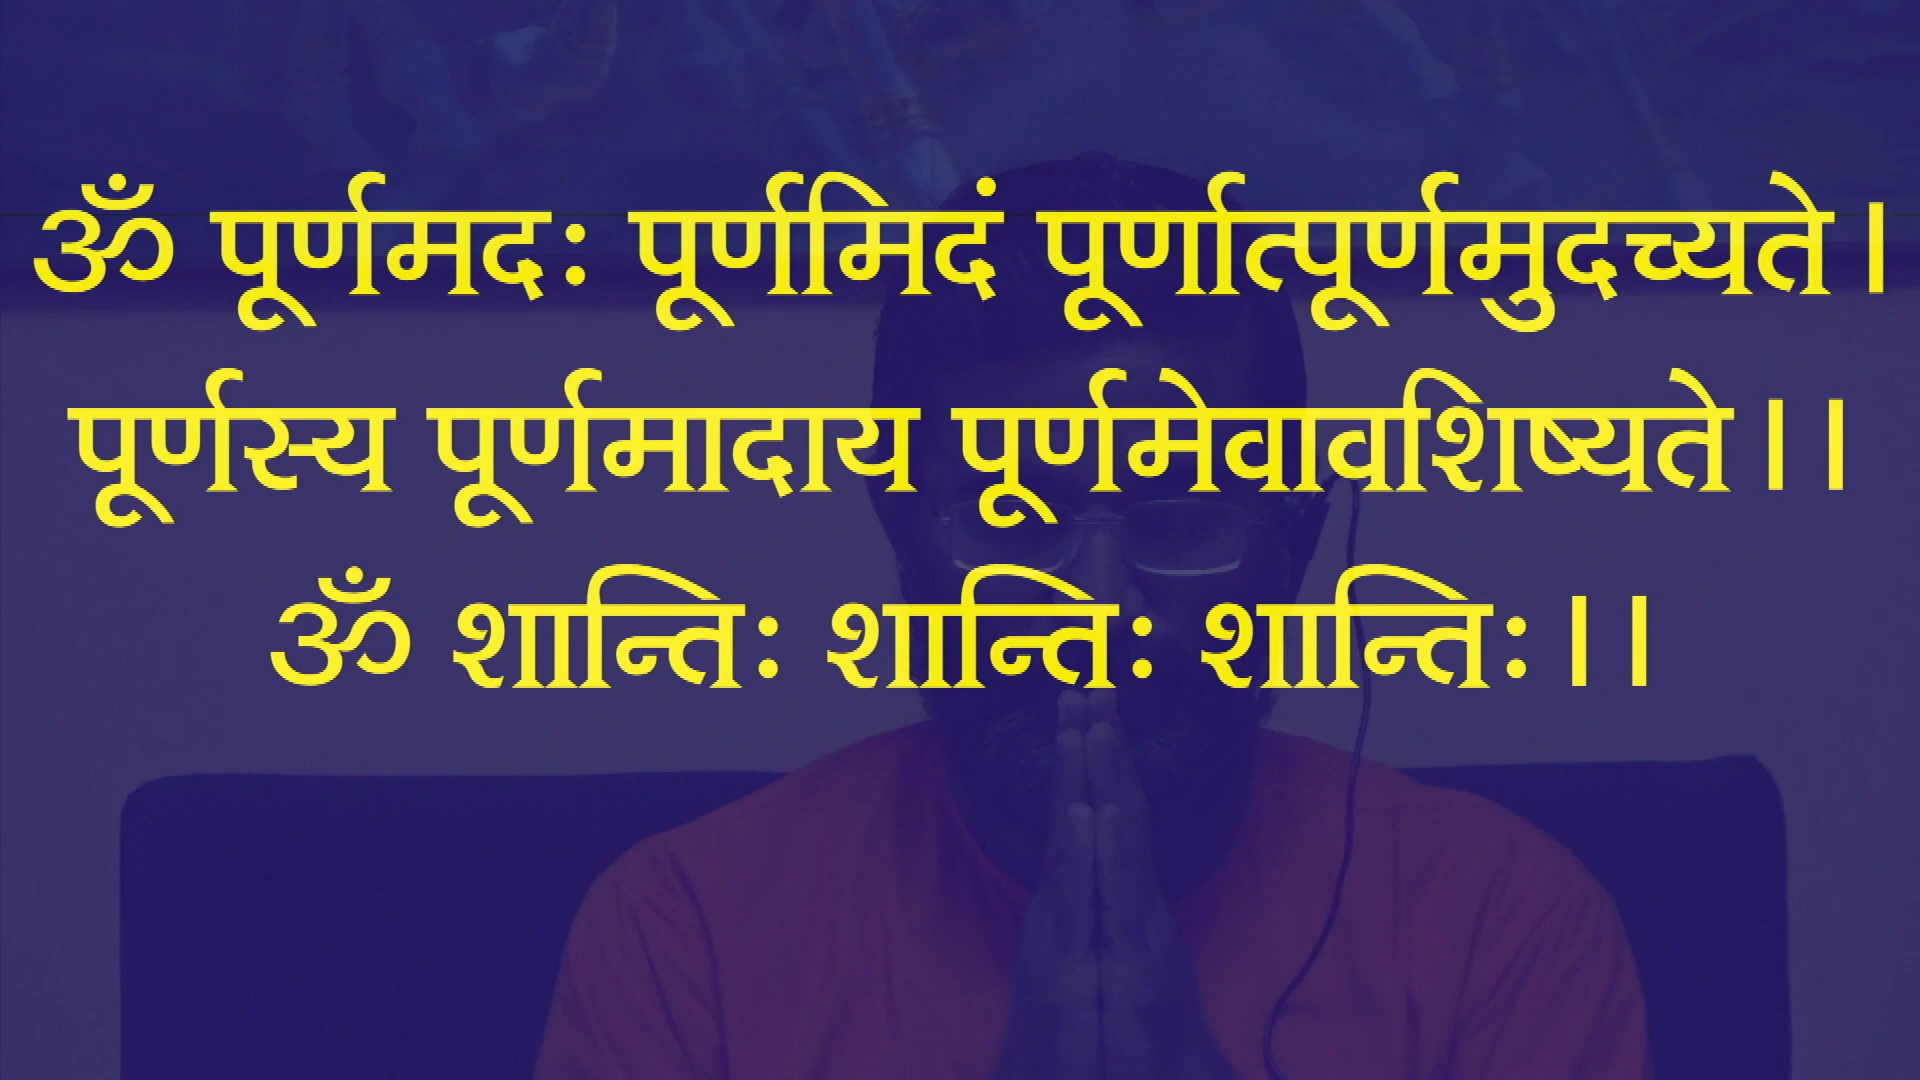 ॐ पूर्णमदः पूर्णमिदं पूर्णात्पूर्णमुदच्यते।
पूर्णस्य पूर्णमादाय पूर्णमेवावशिष्यते।।
ॐ शान्तिः शान्तिः शान्तिः।।